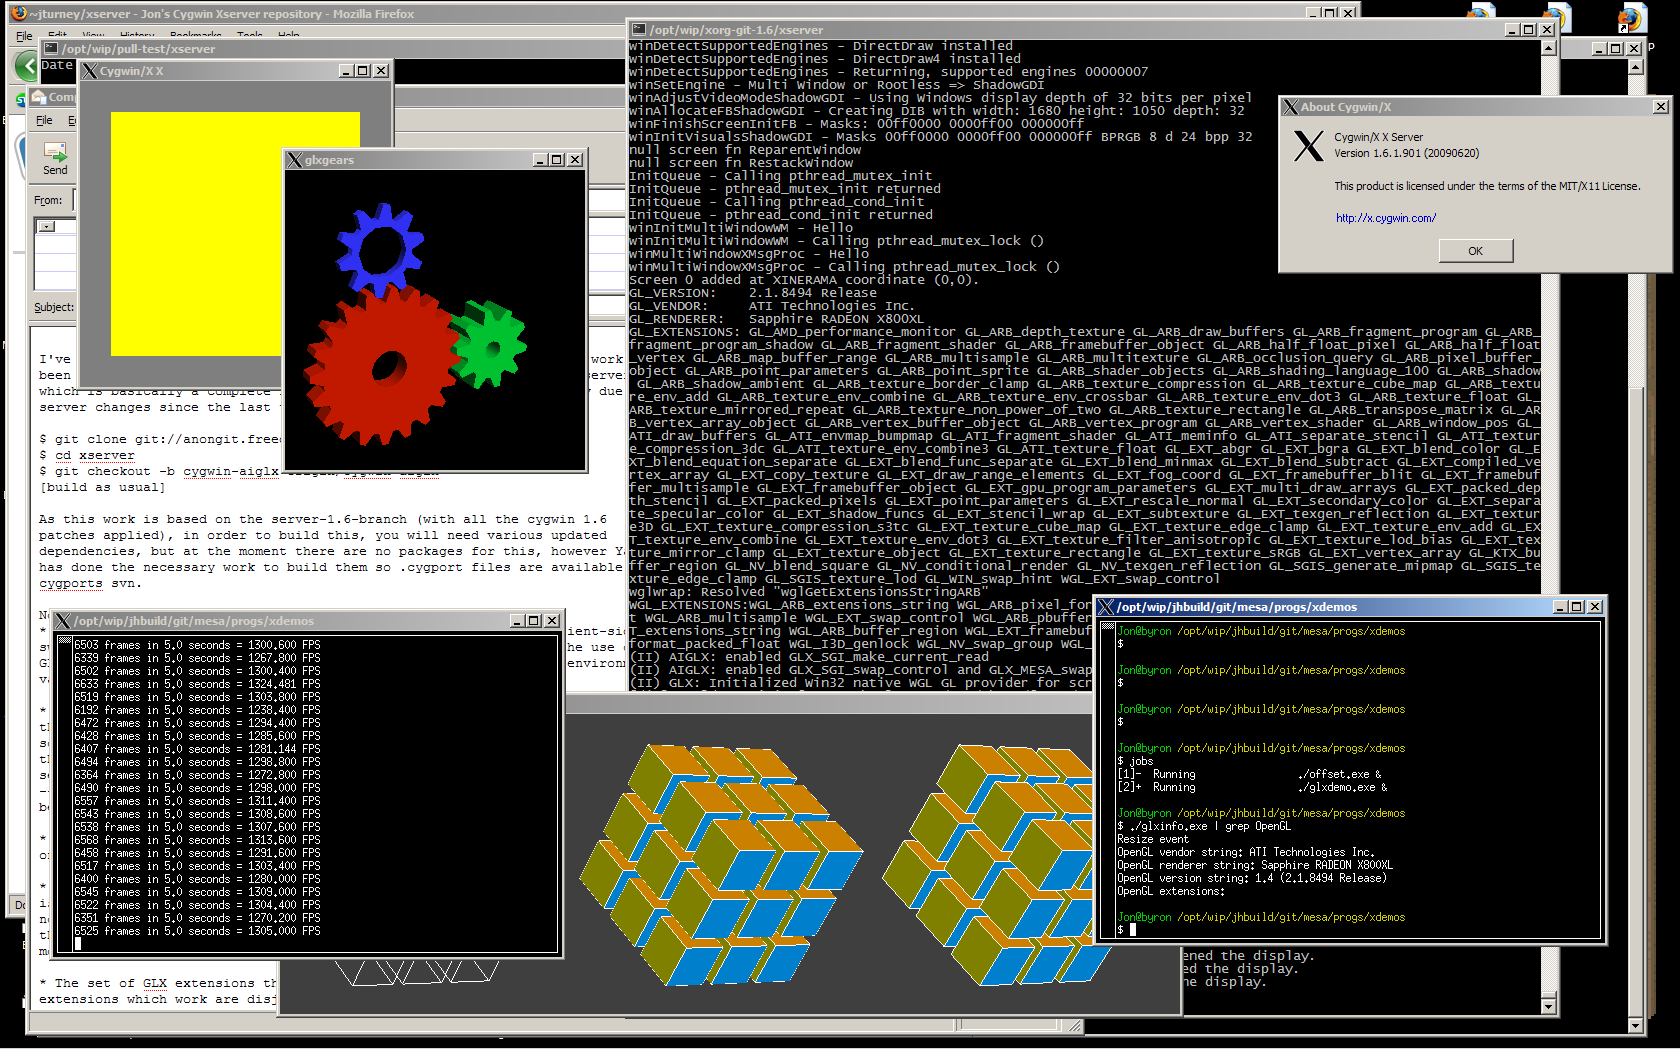 ~jturney/xserver - Jon's Cygwin Xserver repository - Mozilla Firefox
File Edit View History Bookmarks Tools Help
/opt/wip/pull-test/xserver
Date
Cygwin/X X
File
Send
From:
Subject:
I've
been
which is basically a complete
server changes since the last
$ git clone git://anongit.free
$ cd xserver
$ git checkout -b cygwin-aiglx
[build as usual]
As this work is based on the server-1.6-branch (with all the cygwin 1.6
patches applied), in order to build this, you will need various updated
dependencies, but at the moment there are no packages for this, however
has done the necessary work to build them so .cygport files are available
cygports svn.
* The set of GLX extensions
extensions which work are
glxgears
/opt/wip/xorg-git-1.6/xserver
winDetectSupportedEngines - DirectDraw installed
winDetectSupportedEngines - DirectDraw4 installed
winDetectSupportedEngines - Returning, supported engines 00000007
winSetEngine - Multi Window or Rootless => ShadowGDI
winAdjustVideoModeShadowGDI - Using Windows display depth of 32 bits per pixel
winAllocateFBShadowGDI - Creating DIB with width: 1680 height: 1050 depth: 32
winFinishScreenInitFB - Masks: 00ff0000 0000ff00 000000ff
winInitVisualsShadowGDI - Masks 00ff0000 0000ff00 000000ff BPRGB 8 d 24 bpp 32
null screen fn ReparentWindow
null screen fn RestackWindow
InitQueue - Calling pthread_mutex_init
InitQueue - pthread_mutex_init returned
InitQueue - Calling pthread_cond_init
InitQueue - pthread_cond_init returned
winInitMultiWindowWM - Hello
winInitMultiWindowWM - Calling pthread_mutex_lock ()
winMultiWindowXMsgProc - Hello
winMultiWindowXMsgProc - Calling pthread_mutex_lock ()
Screen 0 added at XINERAMA coordinate (0,0).
GL_VERSION: 2.1.8494 Release
GL_VENDOR: ATI Technologies Inc.
GL_RENDERER: Sapphire RADEON X800XL
GL_EXTENSIONS: GL_AMD_performance_monitor GL_ARB_depth_texture GL_ARB_draw_buffers GL_ARB_fragment_program GL_ARB_
fragment_program_shadow GL_ARB_fragment_shader GL_ARB_framebuffer_object GL_ARB_half_float_pixel GL_ARB_half_float
_vertex GL_ARB_map_buffer_range GL_ARB_multisample GL_ARB_multitexture GL_ARB_occlusion_query GL_ARB_pixel_buffer_
object GL_ARB_point_parameters GL_ARB_point_sprite GL_ARB_shader_objects GL_ARB_shading_language_100 GL_ARB_shadow
GL_ARB_shadow_ambient GL_ARB_texture_border_clamp GL_ARB_texture_compression GL_ARB_texture_cube_map GL_ARB_textu
re_env_add GL_ARB_texture_env_combine GL_ARB_texture_env_crossbar GL_ARB_texture_env_dot3 GL_ARB_texture_float GL_
ARB_texture_mirrored_repeat GL_ARB_texture_non_power_of_two GL_ARB_texture_rectangle GL_ARB_transpose_matrix GL_AR
B_vertex_array_object GL_ARB_vertex_buffer_object GL_ARB_vertex_program GL_ARB_vertex_shader GL_ARB_window_pos GL_
ATI_draw_buffers GL_ATI_envmap_bumpmap GL_ATI_fragment_shader GL_ATI_meminfo GL_ATI_separate_stencil GL_ATI_textur
e_compression_3dc GL_ATI_texture_env_combine3 GL_ATI_texture_float GL_EXT_abgr GL_EXT_bgra GL_EXT_blend_color GL_E
XT_blend_equation_separate GL_EXT_blend_func_separate GL_EXT_blend_minmax GL_EXT_blend_subtract GL_EXT_compiled_ve
rtex_array GL_EXT_copy_texture GL_EXT_draw_range_elements GL_EXT_fog_coord GL_EXT_framebuffer_blit GL_EXT_framebuf
fer_multisample GL_EXT_framebuffer_object GL_EXT_gpu_program_parameters GL_EXT_multi_draw_arrays GL_EXT_packed_dep
th_stencil GL_EXT_packed_pixels GL_EXT_point_parameters GL_EXT_rescale_normal GL_EXT_secondary_color GL_EXT_separa
te_specular_color GL_EXT_shadow_funcs GL_EXT_stencil_wrap GL_EXT_subtexture GL_EXT_texgen_reflection GL_EXT_textur
e3D GL_EXT_texture_compression_s3tc GL_EXT_texture_cube_map GL_EXT_texture_edge_clamp GL_EXT_texture_env_add GL_EX
T_texture_env_combine GL_EXT_texture_env_dot3 GL_EXT_texture_filter_anisotropic GL_EXT_texture_lod_bias GL_EXT_tex
ture_mirror_clamp GL_EXT_texture_object GL_EXT_texture_rectangle GL_EXT_texture_sRGB GL_EXT_vertex_array GL_KTX_bu
ffer_region GL_NV_blend_square GL_NV_conditional_render GL_NV_texgen_reflection GL_SGIS_generate_mipmap GL_SGIS_te
xture_edge_clamp GL_SGIS_texture_lod GL_WIN_swap_hint WGL_EXT_swap_control
wglwrap: Resolved "wglGetExtensionsStringARB"
WGL_EXTENSIONS:WGL_ARB_extensions_string WGL_ARB_pixel_for
t WGL_ARB_multisample WGL_EXT_swap_control WGL_ARB_pbuffer
T_extensions_string WGL_ARB_buffer_region WGL_EXT_framebuf
format_packed_float WGL_I3D_genlock WGL_NV_swap_group WGL_
(II) AIGLX: enabled GLX_SGI_make_current_read
(II) AIGLX: enabled GLX_SGI_swap_control and GLX_MESA_swap
(II) GLX: Initialized Win32 native WGL GL provider for scr
About Cygwin/X
Cygwin/X X Server
Version 1.6.1.901 (20090620)
This product is licensed under the terms of the MIT/X11 License.
http://x.cygwin.com/
OK
/opt/wip/jhbuild/git/mesa/progs/xdemos
6503 frames in 5.0 seconds = 1300.600 FPS
6339 frames in 5.0 seconds = 1267.800 FPS
6502 frames in 5.0 seconds = 1300.400 FPS
6633 frames in 5.0 seconds = 1324.481 FPS
6519 frames in 5.0 seconds = 1303.800 FPS
6192 frames in 5.0 seconds = 1238.400 FPS
6472 frames in 5.0 seconds = 1294.400 FPS
6428 frames in 5.0 seconds = 1285.600 FPS
6407 frames in 5.0 seconds = 1281.144 FPS
6494 frames in 5.0 seconds = 1298.800 FPS
6364 frames in 5.0 seconds = 1272.800 FPS
6490 frames in 5.0 seconds = 1298.000 FPS
6557 frames in 5.0 seconds = 1311.400 FPS
6543 frames in 5.0 seconds = 1308.600 FPS
6538 frames in 5.0 seconds = 1307.600 FPS
6568 frames in 5.0 seconds = 1313.600 FPS
6458 frames in 5.0 seconds = 1291.600 FPS
6517 frames in 5.0 seconds = 1303.400 FPS
6400 frames in 5.0 seconds = 1280.000 FPS
6545 frames in 5.0 seconds = 1309.000 FPS
6522 frames in 5.0 seconds = 1304.400 FPS
6351 frames in 5.0 seconds = 1270.200 FPS
6525 frames in 5.0 seconds = 1305.000 FPS
/opt/wip/jhbuild/git/mesa/progs/xdemos
Jon@byron /opt/wip/jhbuild/git/mesa/progs/xdemos
$
Jon@byron /opt/wip/jhbuild/git/mesa/progs/xdemos
$
Jon@byron /opt/wip/jhbuild/git/mesa/progs/xdemos
$
Jon@byron /opt/wip/jhbuild/git/mesa/progs/xdemos
$ jobs
[1]- Running ./offset.exe &
[2]+ Running ./glxdemo.exe &
Jon@byron /opt/wip/jhbuild/git/mesa/progs/xdemos
$ ./glxinfo.exe | grep OpenGL
Resize event
OpenGL vendor string: ATI Technologies Inc.
OpenGL renderer string: Sapphire RADEON X800XL
OpenGL version string: 1.4 (2.1.8494 Release)
OpenGL extensions:
Jon@byron /opt/wip/jhbuild/git/mesa/progs/xdemos
$
ened the display.
ed the display.
he display.